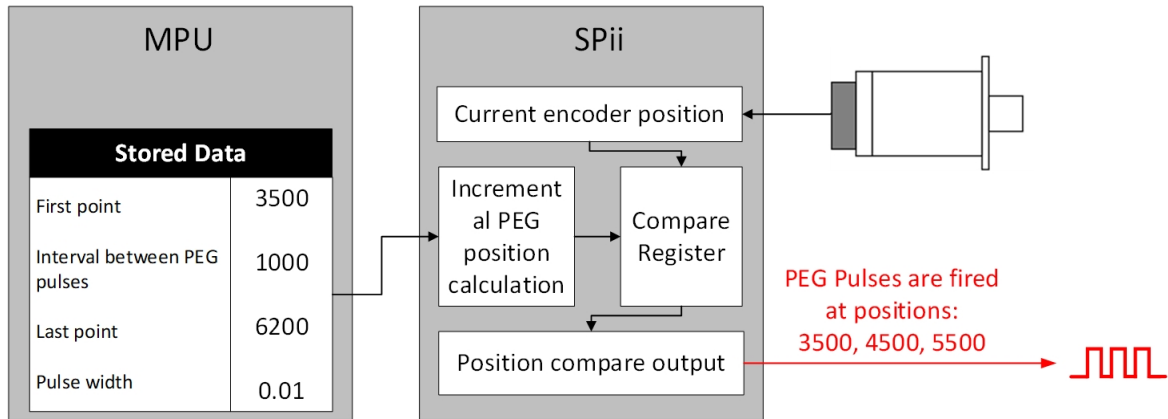 MPU
Stored Data
First point 3500
Interval between PEG
pulses 1000
Last point 6200
Pulse width 0.01
SPii
Current encoder position
Increment
al PEG
position
calculation
Compare
Register
Position compare output
PEG Pulses are fired
at positions:
3500, 4500, 5500